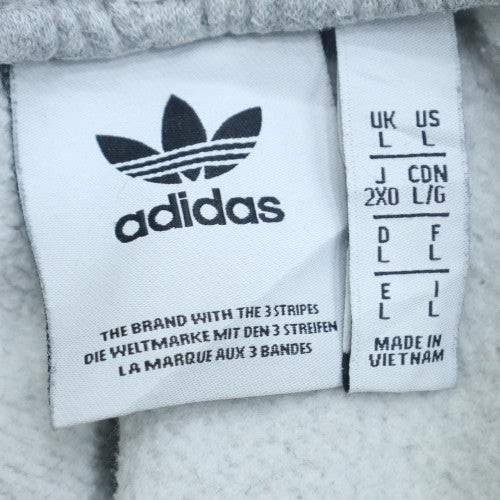 adidas
THE BRAND WITH THE 3 STRIPES
DIE WELTMARKE MIT DEN 3 STREIFEN
LA MARQUE AUX 3 BANDES
UK US
L L
J CDN
2XO L/G
D F
L L
E I
L L
MADE IN
VIETNAM